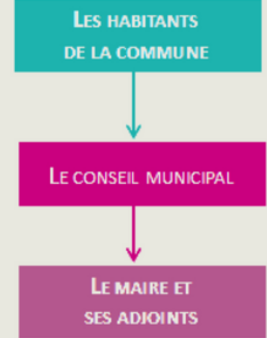 LES HABITANTS
DE LA COMMUNE
LE CONSEIL MUNICIPAL
LE MAIRE ET
SES ADJOINTS